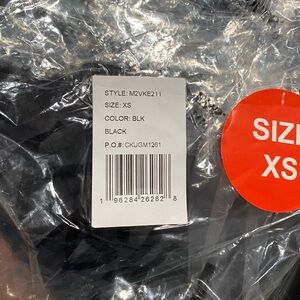 STYLE: M2VKE211
SIZE: XS
COLOR: BLK
BLACK
P.O.#:CKUGM1261
1 96284 26282 8
SIZE
XS